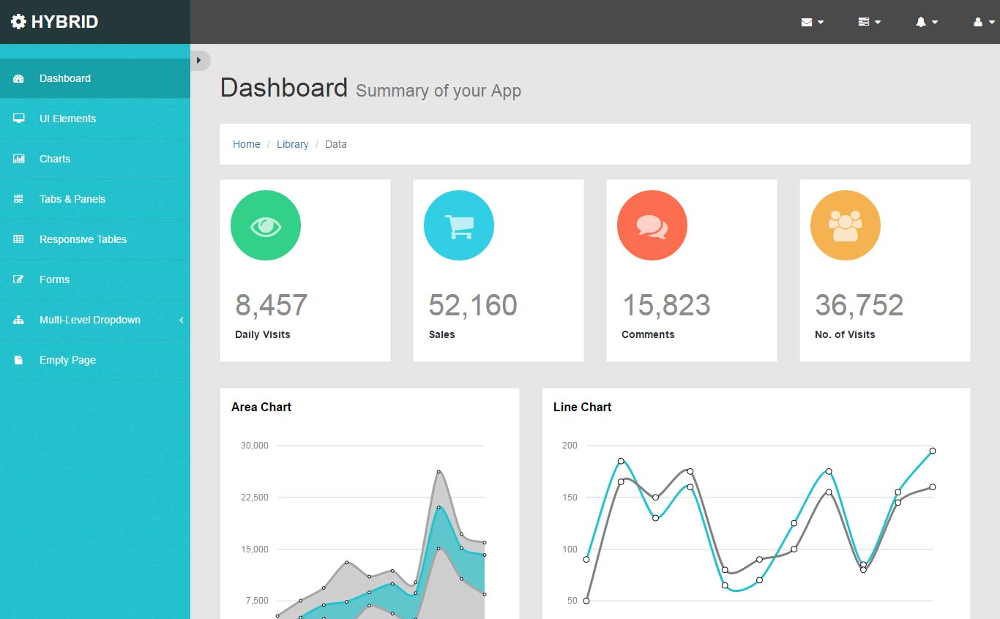 HYBRID
Dashboard
UI Elements
Charts
Tabs & Panels
Responsive Tables
Forms
Multi-Level Dropdown
Empty Page
Dashboard Summary of your App
Home / Library / Data
8,457
Daily Visits
52,160
Sales
15,823
Comments
36,752
No. of Visits
Area Chart
30,000
22,500
15,000
7,500
Line Chart
200
150
100
50